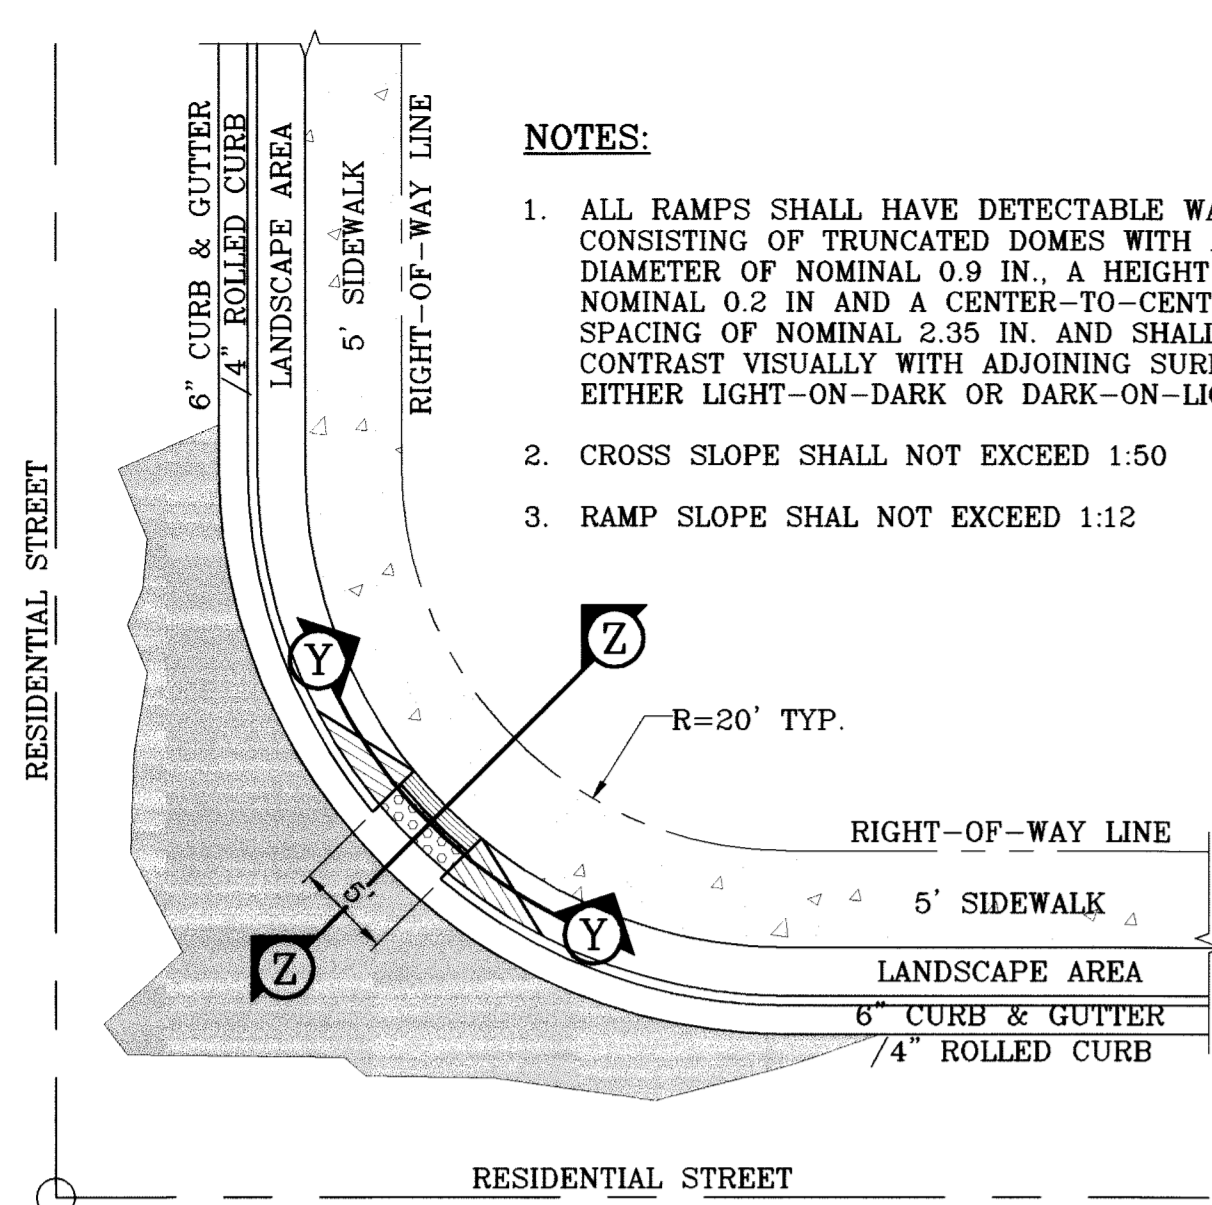 6" CURB & GUTTER
/4" ROLLED CURB
LANDSCAPE AREA
5' SIDEWALK
RIGHT-OF-WAY LINE
RESIDENTIAL STREET
NOTES:
1. ALL RAMPS SHALL HAVE DETECTABLE
CONSISTING OF TRUNCATED DOMES WITH
DIAMETER OF NOMINAL 0.9 IN., A HEIGHT
NOMINAL 0.2 IN AND A
SPACING OF NOMINAL 2.35 IN. AND
CONTRAST VISUALLY WITH ADJOINING
EITHER LIGHT-ON-DARK OR
2. CROSS SLOPE SHALL NOT EXCEED 1:50
3. RAMP SLOPE SHAL NOT EXCEED 1:12
Y
Z
R=20' TYP.
5'
Z
Y
RIGHT-OF-WAY LINE
5' SIDEWALK
LANDSCAPE AREA
6" CURB & GUTTER
/4" ROLLED CURB
RESIDENTIAL STREET